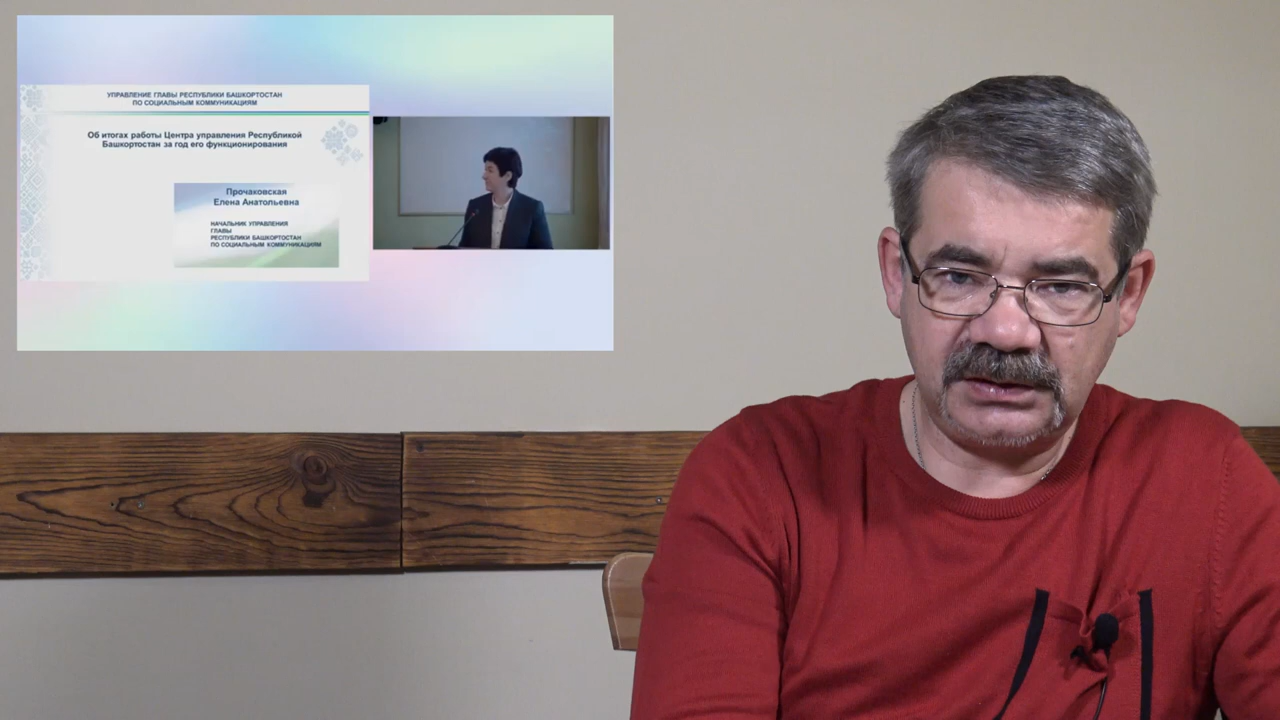 УПРАВЛЕНИЕ ГЛАВЫ РЕСПУБЛИКИ БАШКОРТОСТАН
ПО СОЦИАЛЬНЫМ КОММУНИКАЦИЯМ
Об итогах работы Центра управления Республикой
Башкортостан за год его функционирования
Прочаковская
Елена Анатольевна
НАЧАЛЬНИК УПРАВЛЕНИЯ
ГЛАВЫ
РЕСПУБЛИКИ БАШКОРТОСТАН
ПО СОЦИАЛЬНЫМ КОММУНИКАЦИЯМ